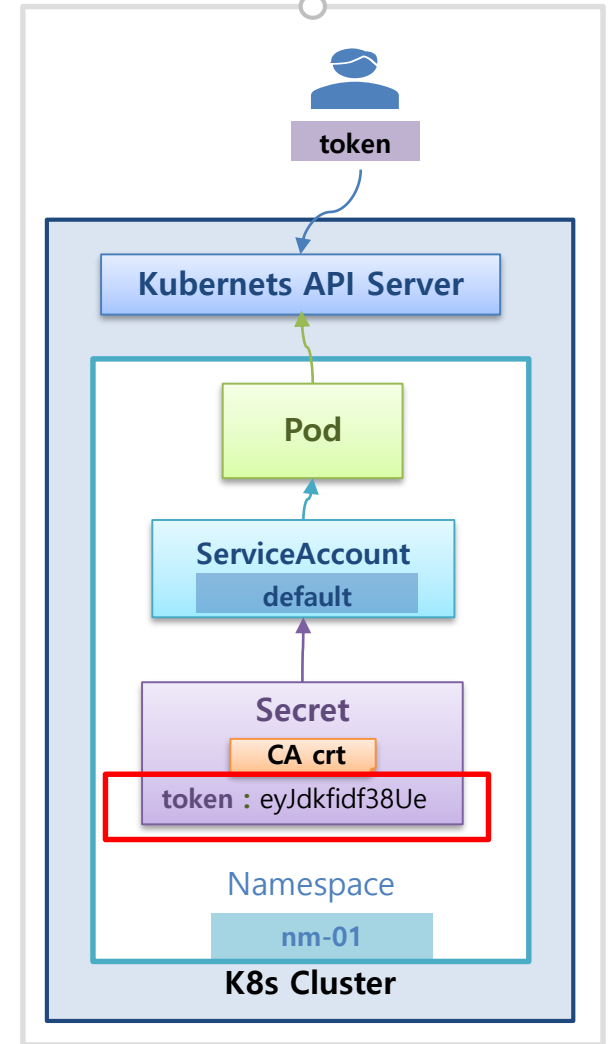 token
Kubernets API Server
Pod
ServiceAccount
default
Secret
CA crt
token : eyJdkfidf38Ue
Namespace
nm-01
K8s Cluster